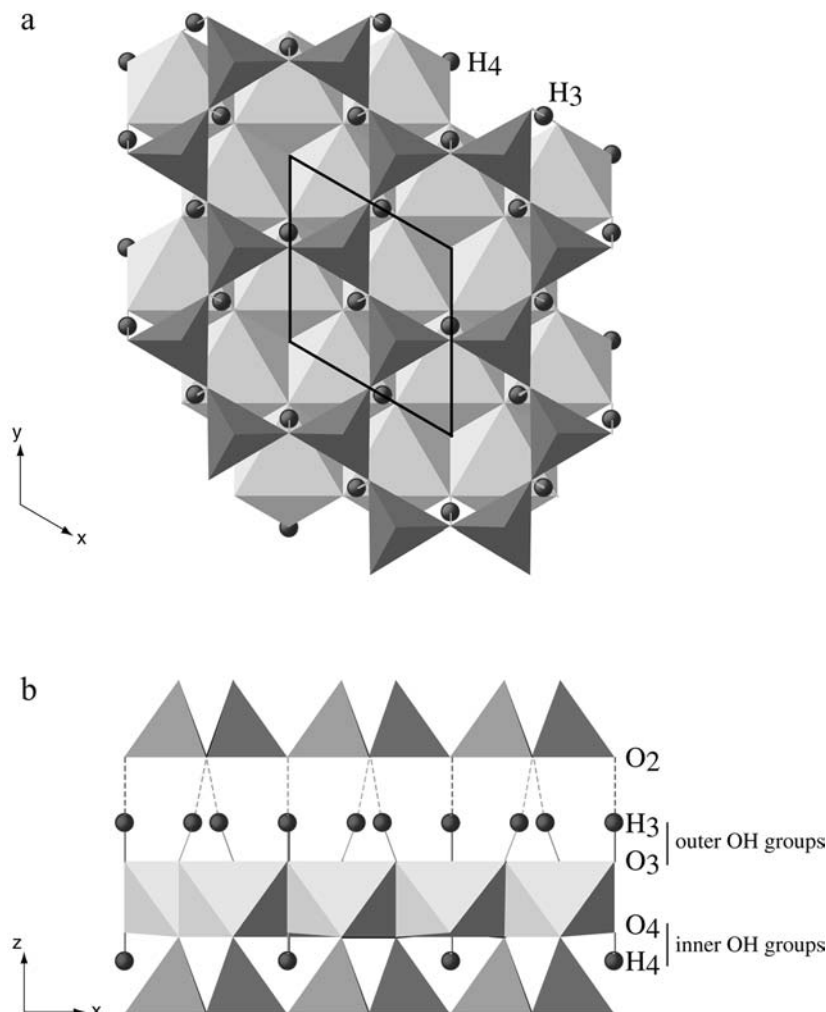 a
H4
H3
y
x
b
O2
H3
outer OH groups
O3
O4
inner OH groups
H4
z
x